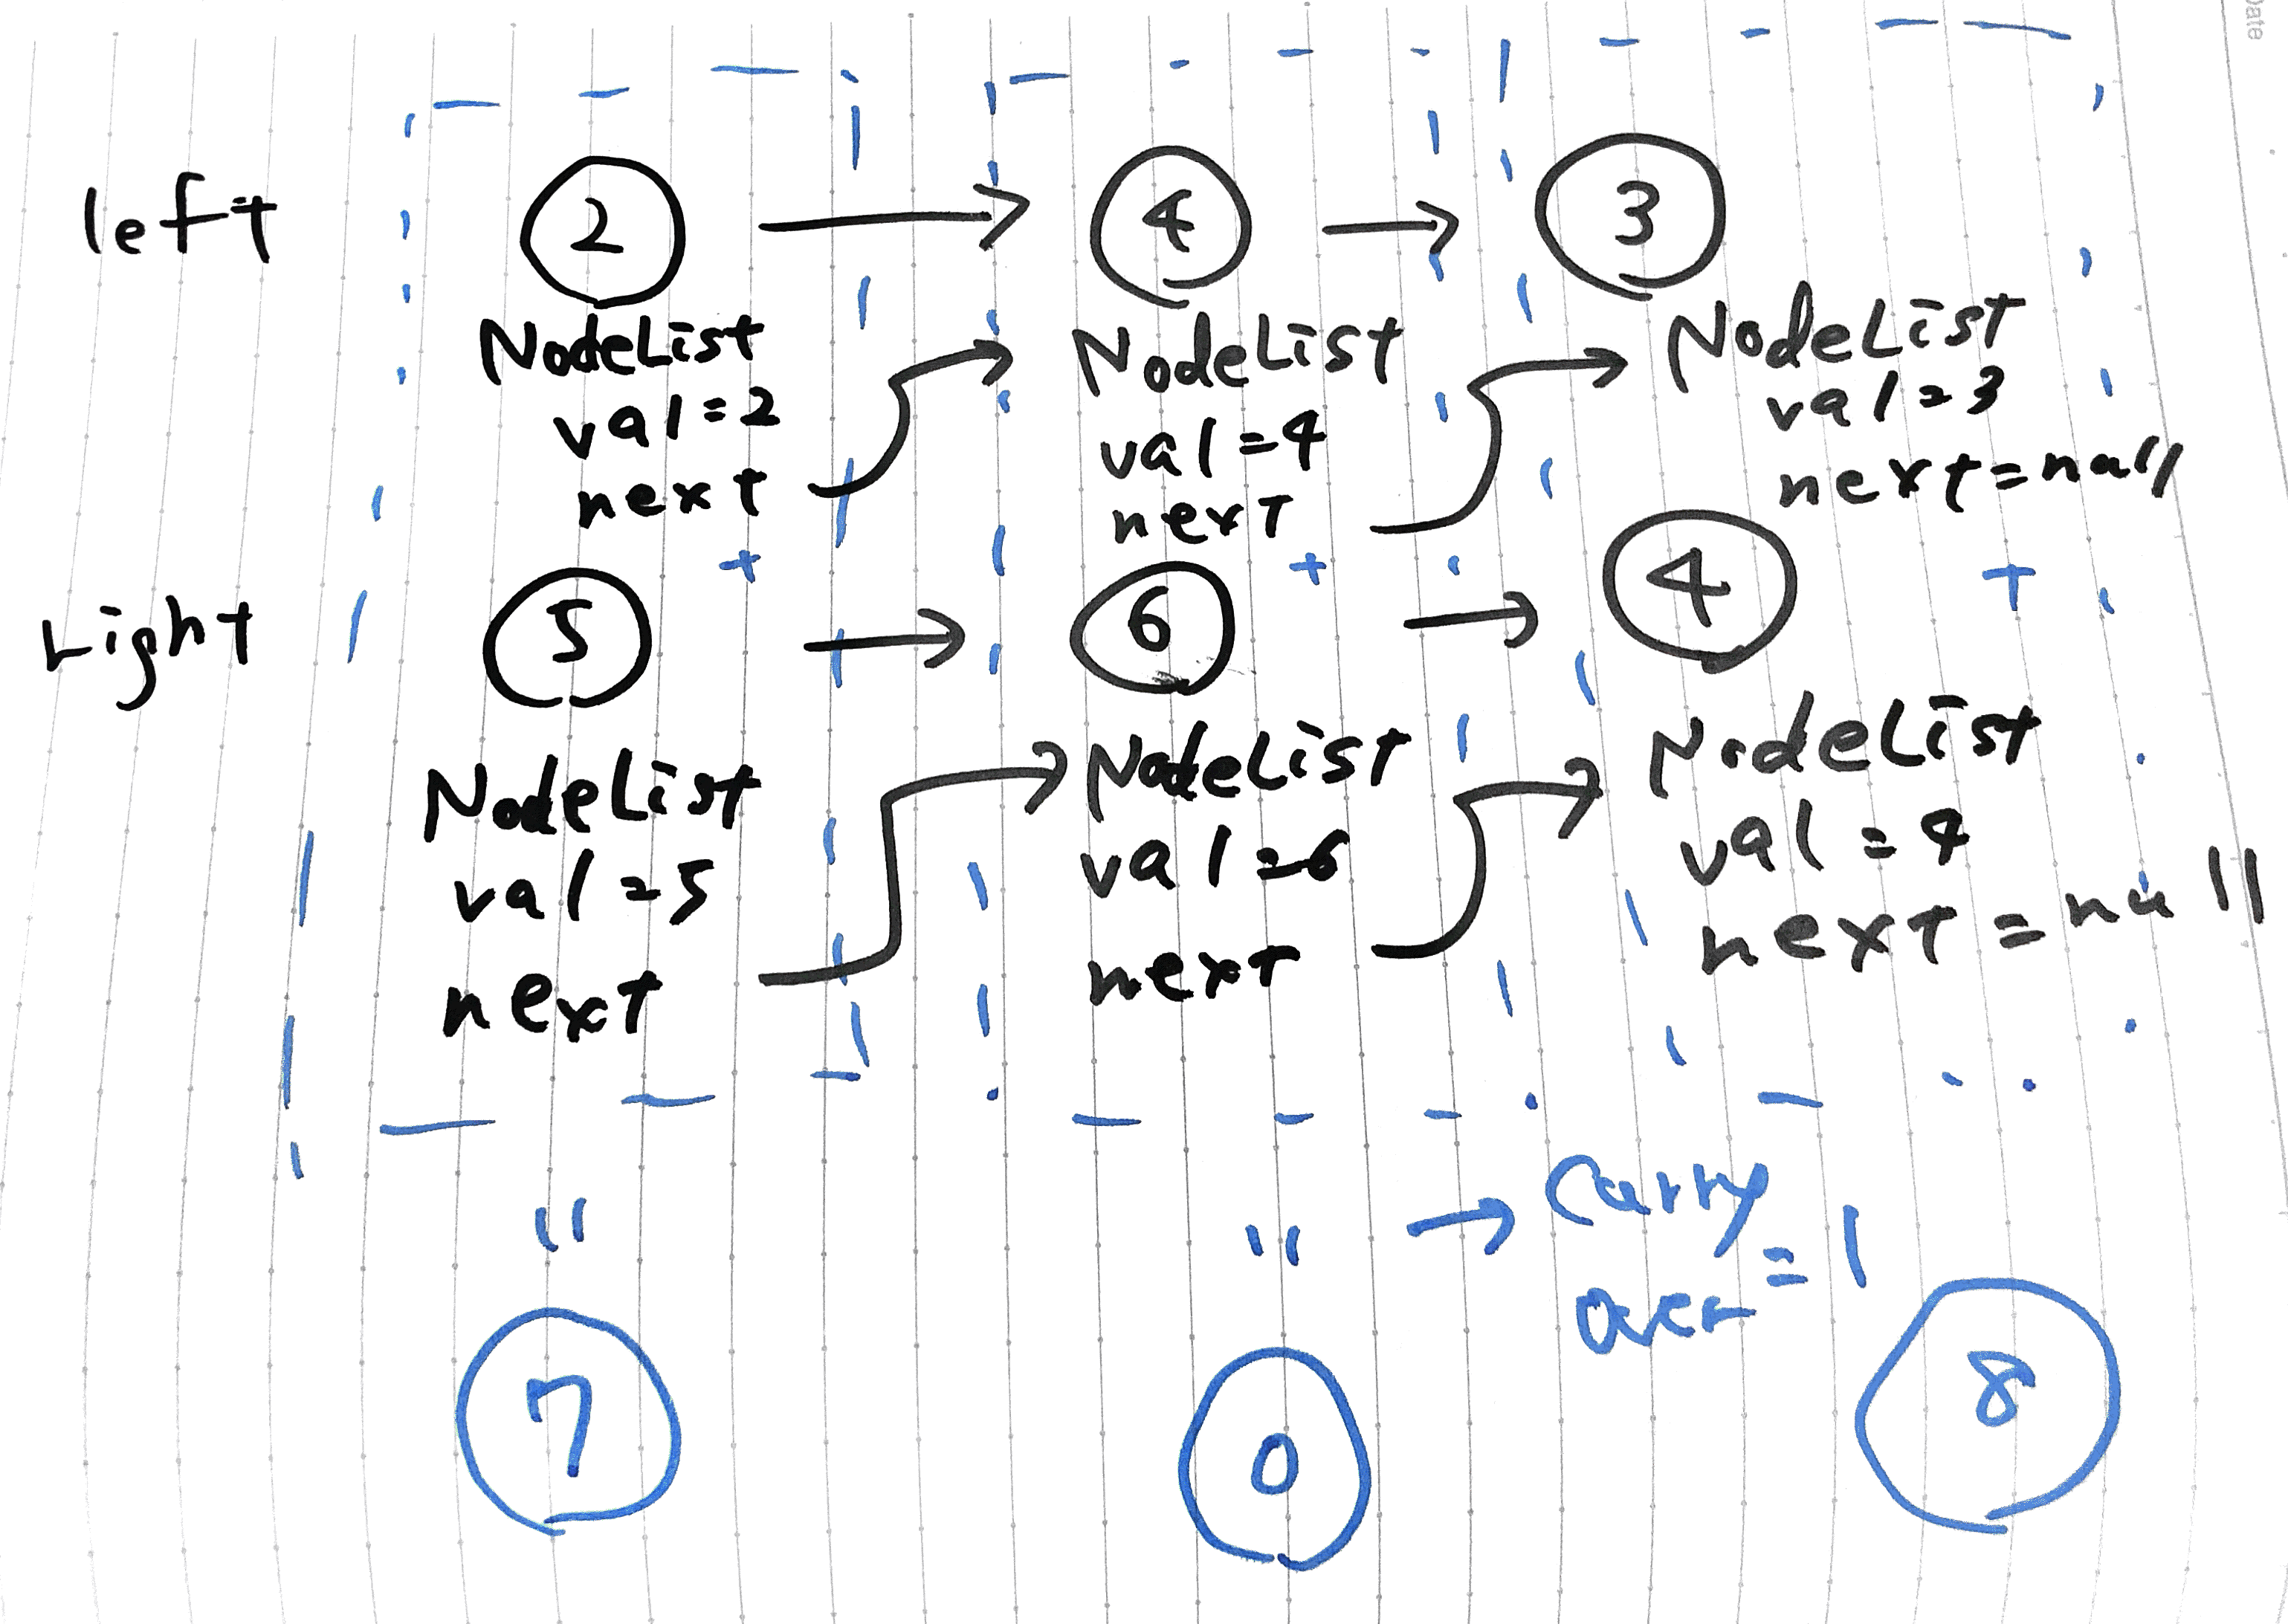 Date
left
2 → 4 → 3
NodeList
val=2
next
NodeList
val=4
next
NodeList
val=3
next=null
+ + +
right
5 → 6 → 4
NodeList
val=5
next
NodeList
val=6
next
NodeList
val=4
next=null
" " → Carry
over = 1
7 0 8